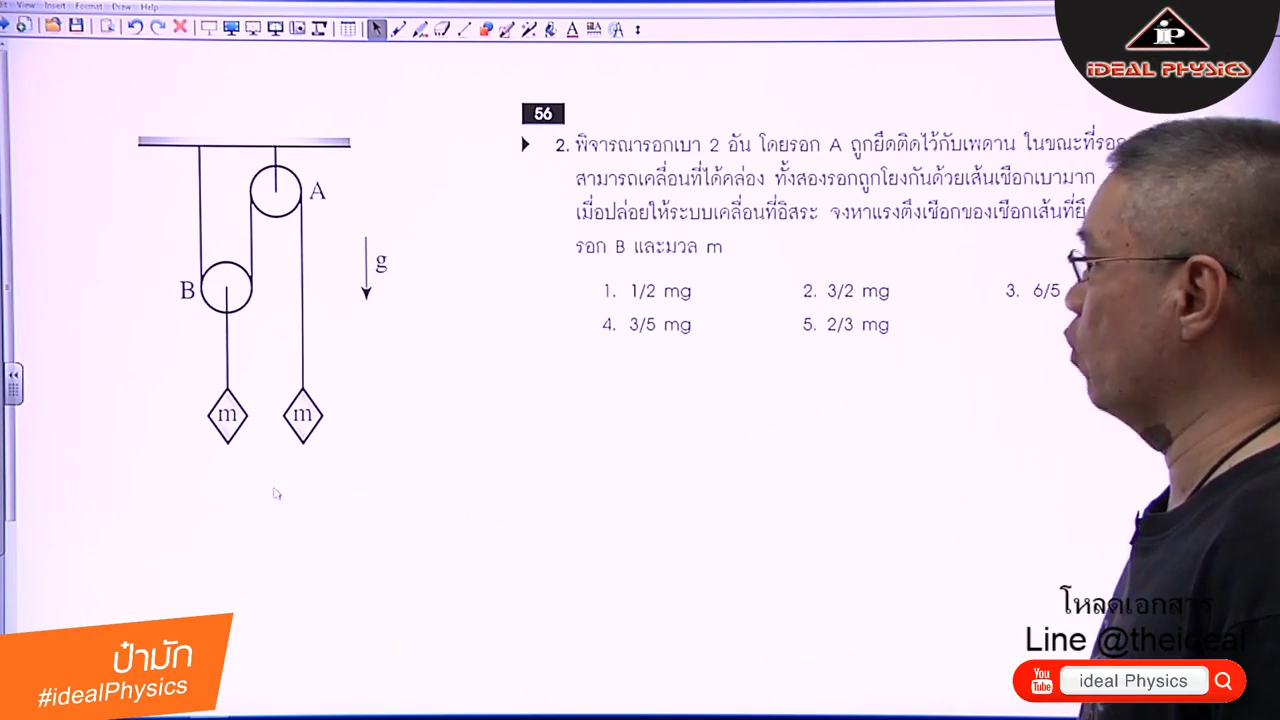 View Insert Format Draw Help
iP
iDEAL PHYSICS
56
2. พิจารณารอกเบา 2 อัน โดยรอก A ถูกยึดติดไว้กับเพดาน ในขณะที่รอก
สามารถเคลื่อนที่ได้คล่อง ทั้งสองรอกถูกโยงกันด้วยเส้นเชือกเบามาก
เมื่อปล่อยให้ระบบเคลื่อนที่อิสระ จงหาแรงตึงเชือกของเชือกเส้นที่ยึ
รอก B และมวล m
1. 1/2 mg
2. 3/2 mg
3. 6/5
4. 3/5 mg
5. 2/3 mg
A
g
B
m
m
โหลดเอกสาร
Line @theideal
You Tube
ideal Physics
ป๋ามัก
#idealPhysics